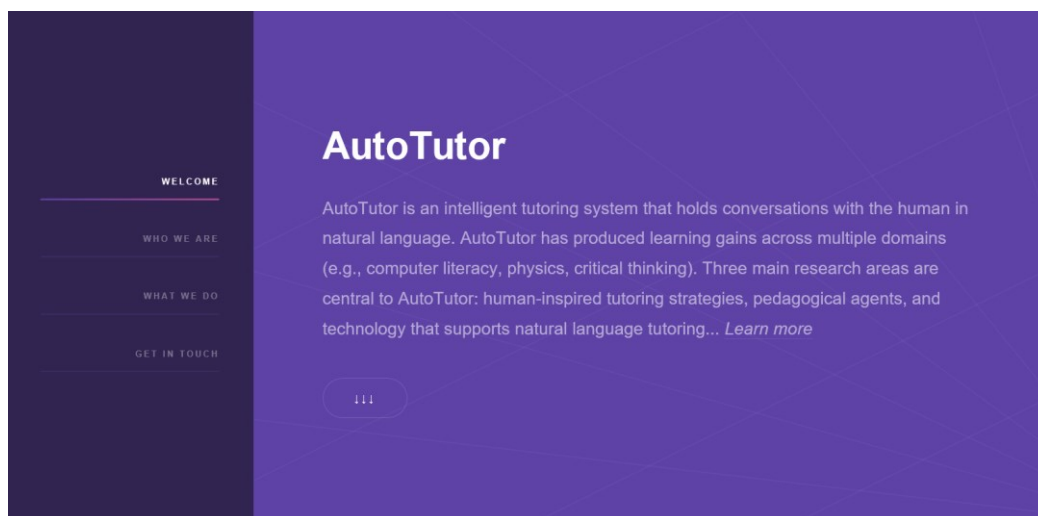 WELCOME
WHO WE ARE
WHAT WE DO
GET IN TOUCH
AutoTutor
AutoTutor is an intelligent tutoring system that holds conversations with the human in
natural language. AutoTutor has produced learning gains across multiple domains
(e.g., computer literacy, physics, critical thinking). Three main research areas are
central to AutoTutor: human-inspired tutoring strategies, pedagogical agents, and
technology that supports natural language tutoring... Learn more
↓↓↓